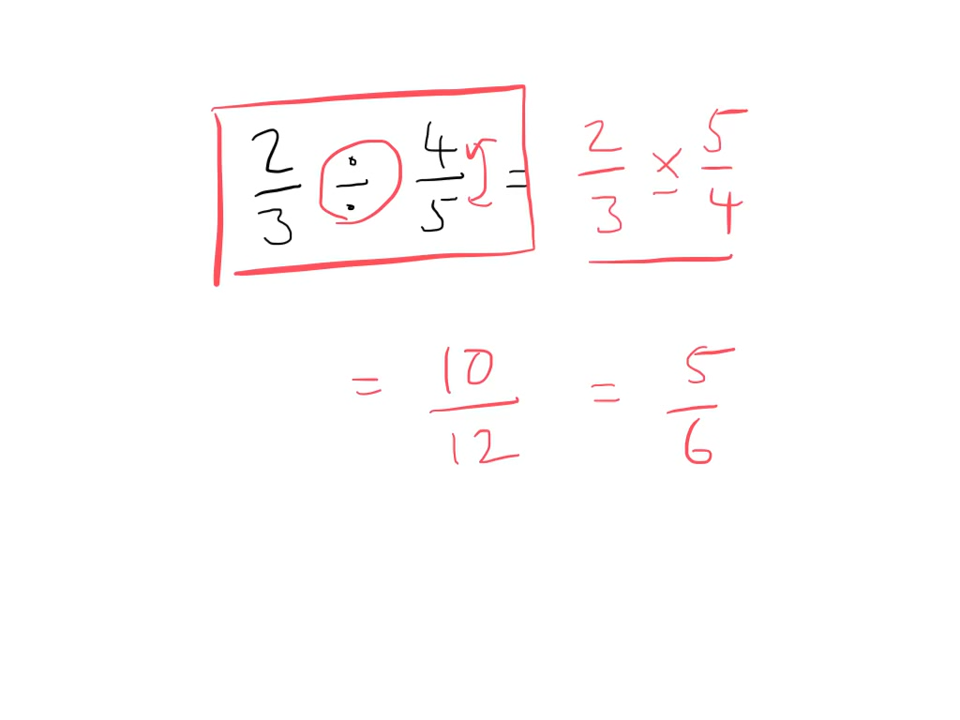 2/3 ÷ 4/5 = 2/3 × 5/4
= 10/12 = 5/6